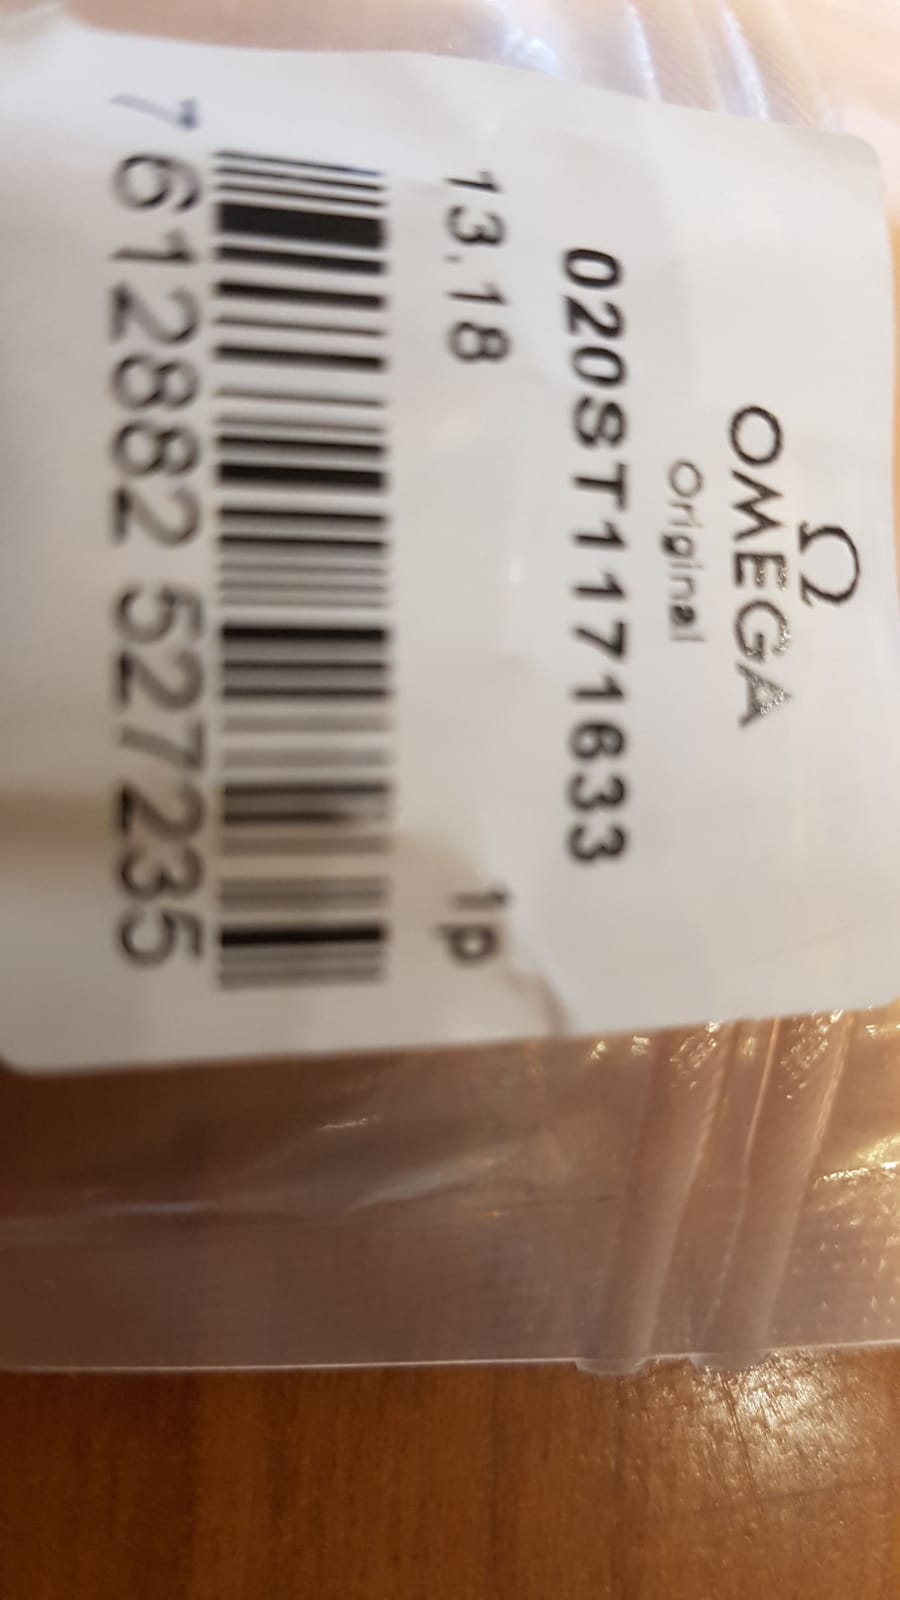 Ω
OMEGA
Original
020ST1171633
13.18 1p
7 612882 527235